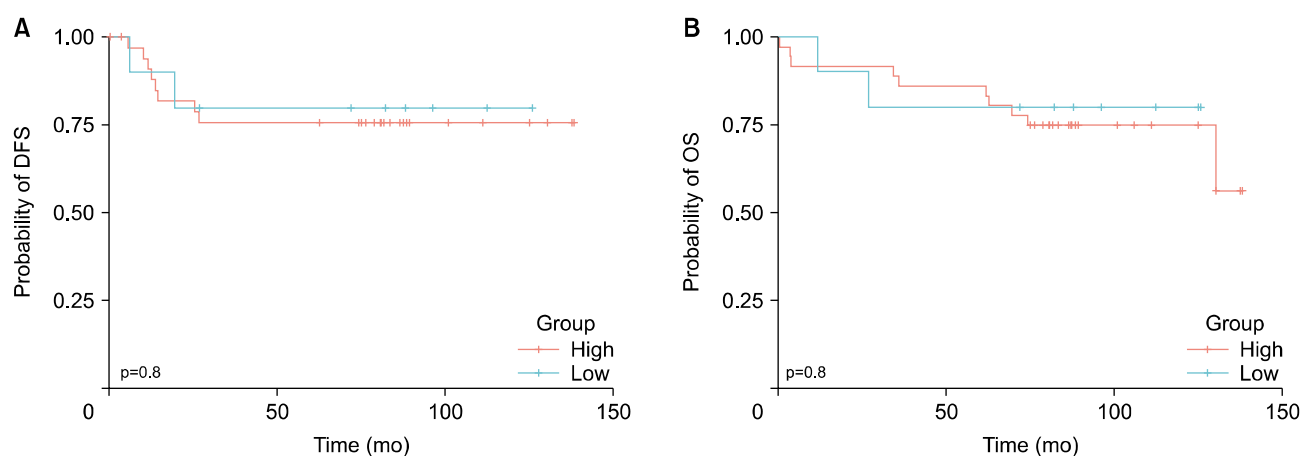 A
Probability of DFS
1.00
0.75
0.50
0.25
0
50
100
150
Time (mo)
p=0.8
Group
High
Low
B
Probability of OS
1.00
0.75
0.50
0.25
0
50
100
150
Time (mo)
p=0.8
Group
High
Low